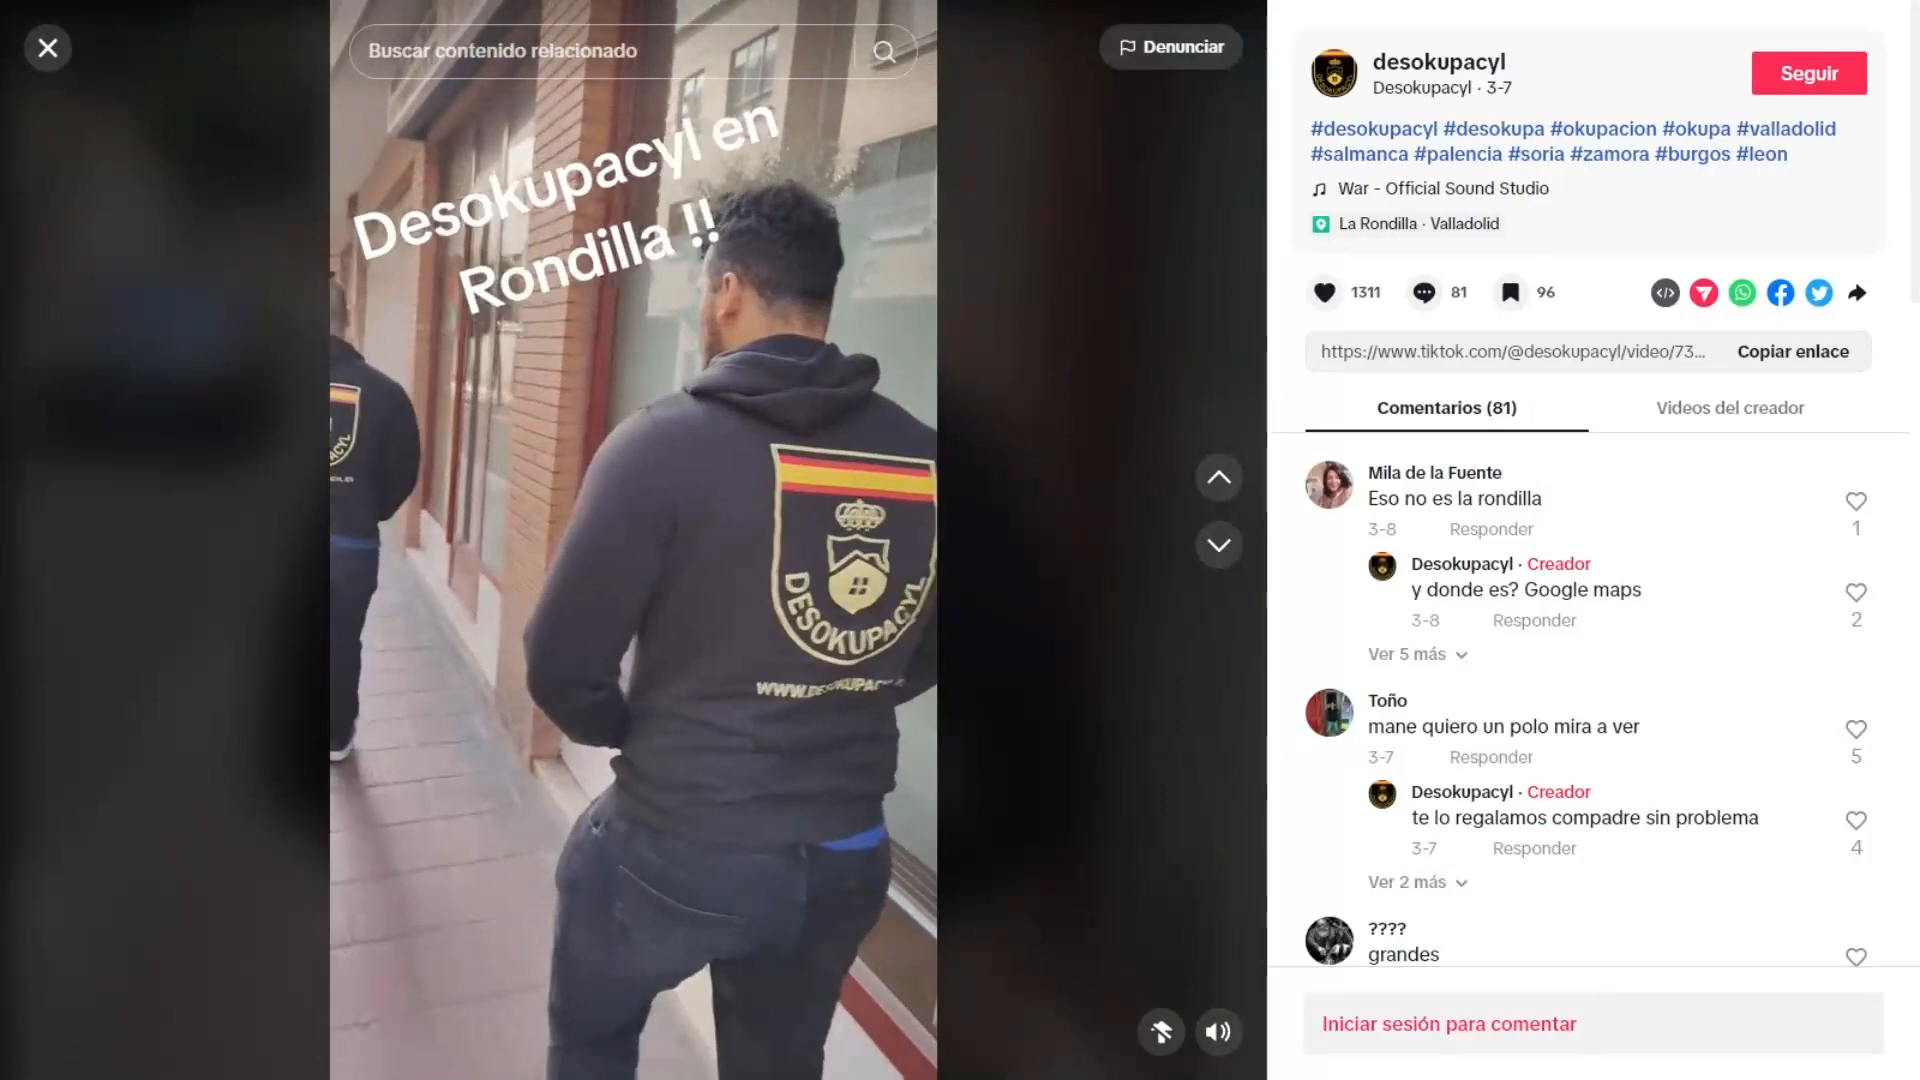 Buscar contenido relacionado
Denunciar
Desokupacyl en
Rondilla !!
DESOKUPACYL
desokupacyl
Desokupacyl · 3-7
Seguir
#desokupacyl #desokupa #okupacion #okupa #valladolid
#salmanca #palencia #soria #zamora #burgos #leon
War - Official Sound Studio
La Rondilla · Valladolid
1311
81
96
https://www.tiktok.com/@desokupacyl/video/73...
Copiar enlace
Comentarios (81)
Videos del creador
Mila de la Fuente
Eso no es la rondilla
3-8 Responder
1
Desokupacyl · Creador
y donde es? Google maps
3-8 Responder
2
Ver 5 más
Toño
mane quiero un polo mira a ver
3-7 Responder
5
Desokupacyl · Creador
te lo regalamos compadre sin problema
3-7 Responder
4
Ver 2 más
????
grandes
Iniciar sesión para comentar